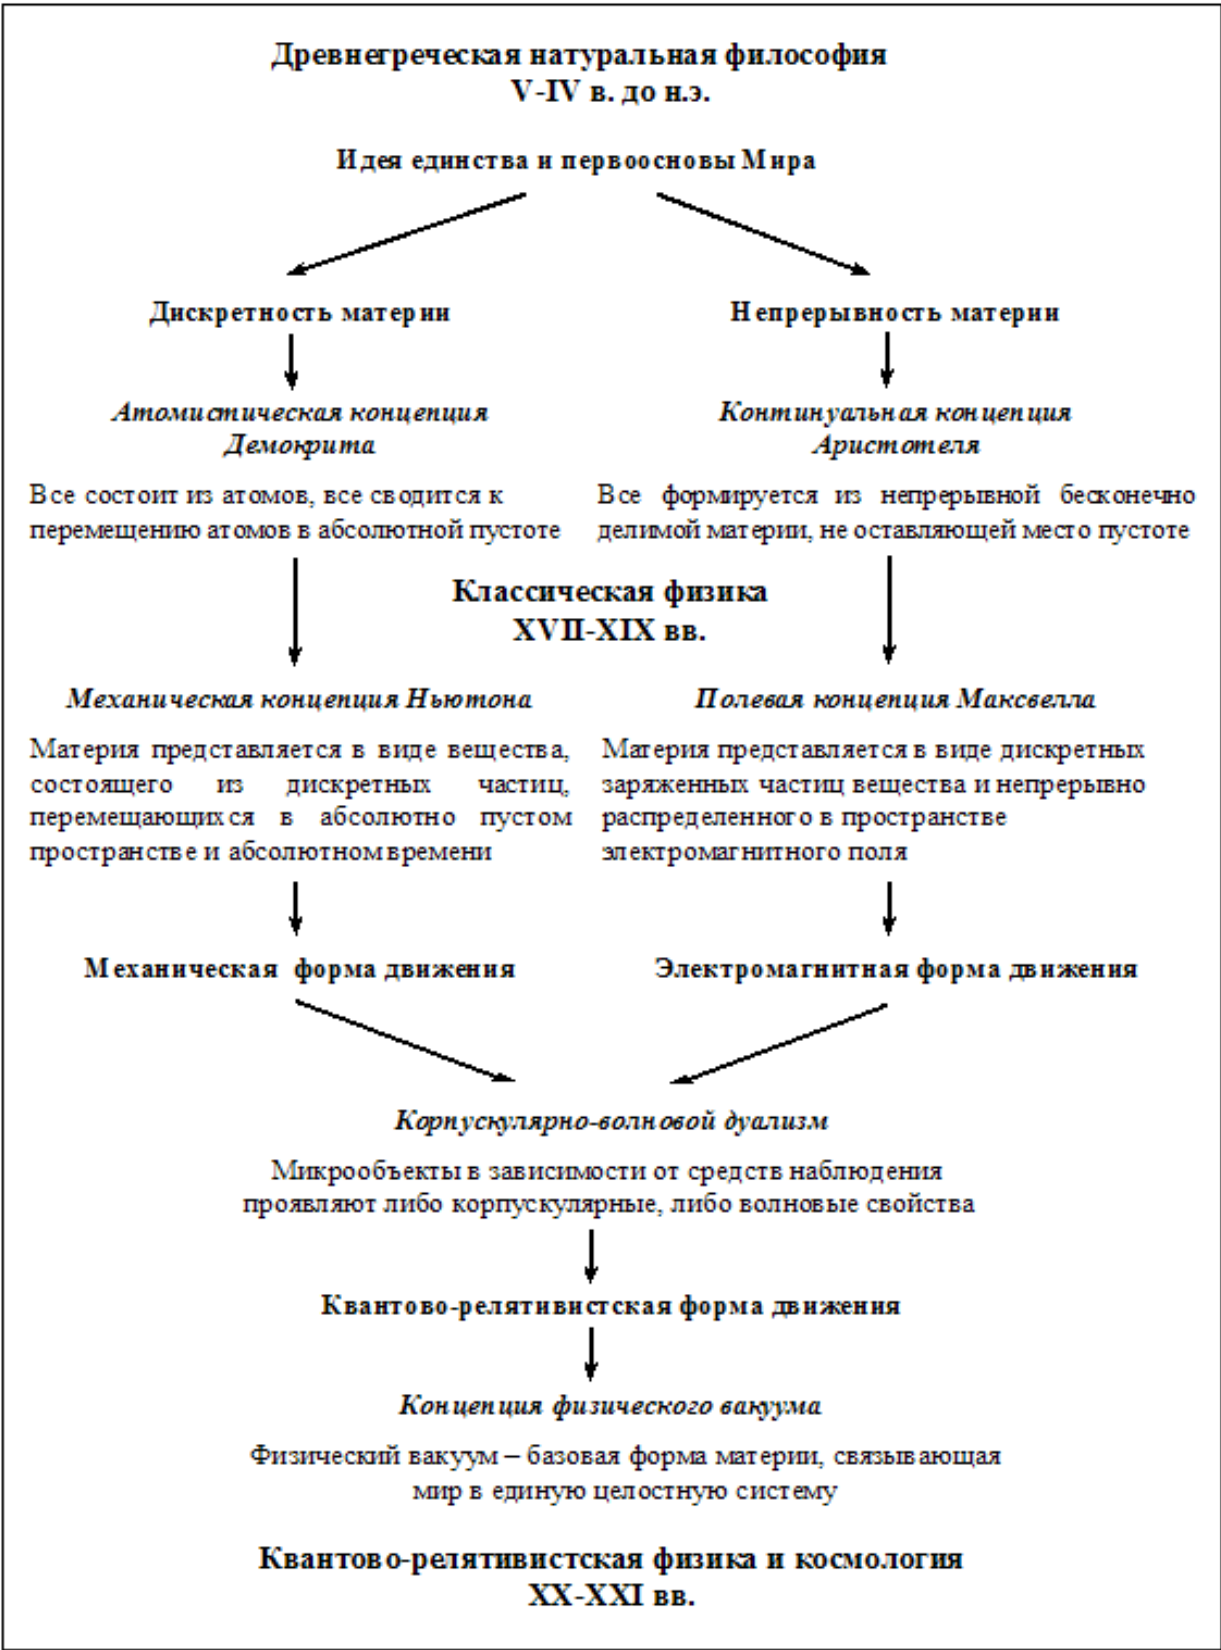 Древнегреческая натуральная философия
V-IV в. до н.э.
Идея единства и первоосновы Мира
Дискретность материи
Непрерывность материи
Атомистическая концепция
Демокрита
Континуальная концепция
Аристотеля
Все состоит из атомов, все сводится к
перемещению атомов в абсолютной пустоте
Все формируется из непрерывной бесконечно
делимой материи, не оставляющей место пустоте
Классическая физика
XVII-XIX вв.
Механическая концепция Ньютона
Полевая концепция Максвелла
Материя представляется в виде вещества,
состоящего из дискретных частиц,
перемещающихся в абсолютно пустом
пространстве и абсолютном времени
Материя представляется в виде дискретных
заряженных частиц вещества и непрерывно
распределенного в пространстве
электромагнитного поля
Механическая форма движения
Электромагнитная форма движения
Корпускулярно-волновой дуализм
Микрообъекты в зависимости от средств наблюдения
проявляют либо корпускулярные, либо волновые свойства
Квантово-релятивистская форма движения
Концепция физического вакуума
Физический вакуум – базовая форма материи, связывающая
мир в единую целостную систему
Квантово-релятивистская физика и космология
XX-XXI вв.